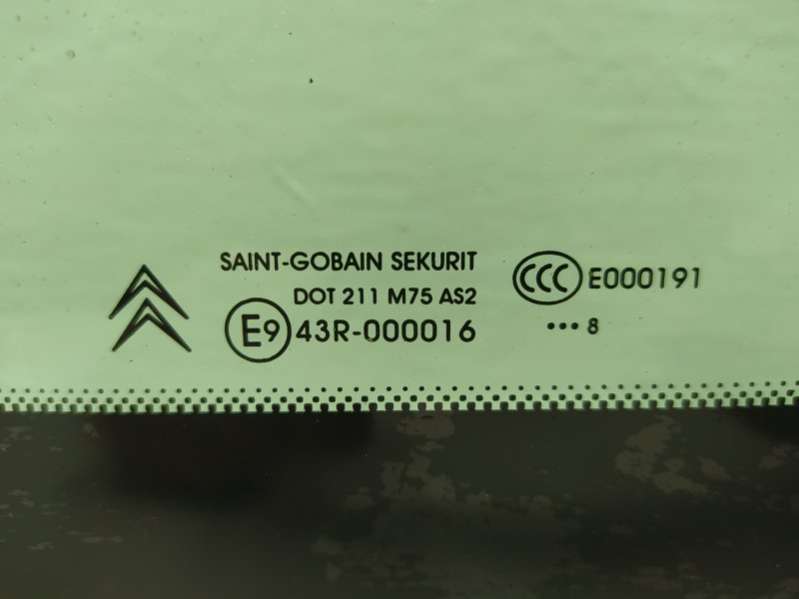 SAINT-GOBAIN SEKURIT
DOT 211 M75 AS2
E9 43R-000016
CCC E000191
••• 8